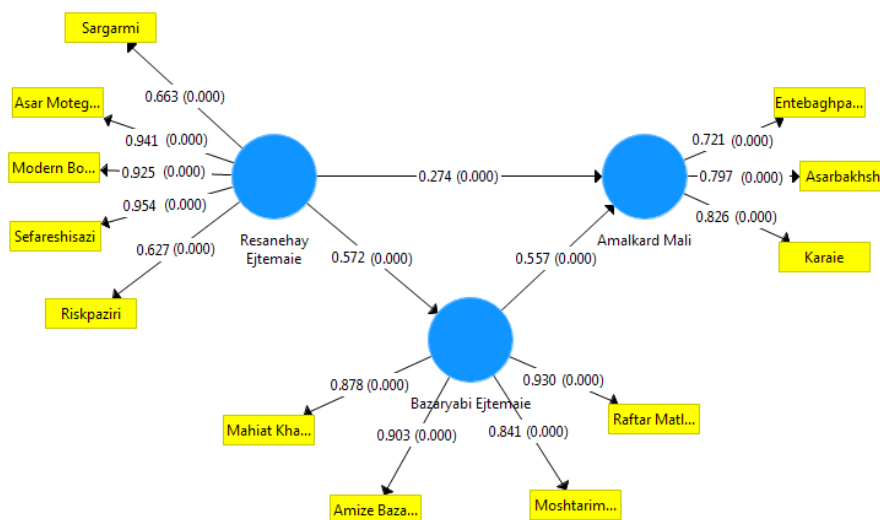 Sargarmi
0.663 (0.000)
Asar Moteg...
0.941 (0.000)
Modern Bo...
0.925 (0.000)
0.954 (0.000)
Sefareshisazi
0.627 (0.000)
Riskpaziri
Resanehay
Ejtemaie
0.274 (0.000)
0.572 (0.000)
0.557 (0.000)
Amalkard Mali
Entebaghpa...
0.721 (0.000)
0.797 (0.000)
Asarbakhsh
0.826 (0.000)
Karaie
Bazaryabi Ejtemaie
0.878 (0.000)
Mahiat Kha...
0.903 (0.000)
Amize Baza...
0.841 (0.000)
Moshtarim...
0.930 (0.000)
Raftar Matl...